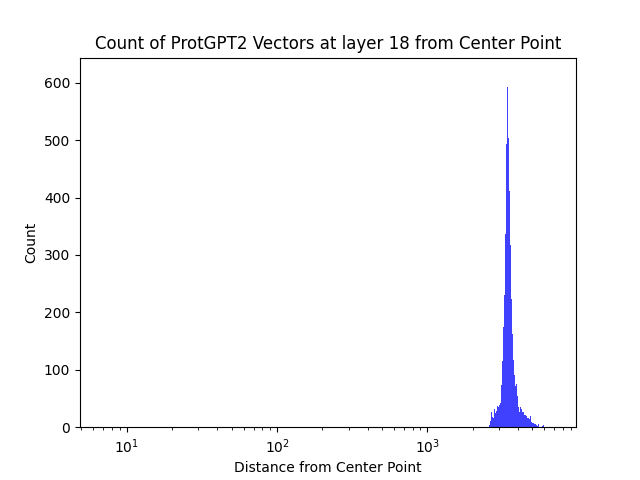 Count of ProtGPT2 Vectors at layer 18 from Center Point
600
500
400
300
200
100
0
Count
10¹ 10² 10³
Distance from Center Point